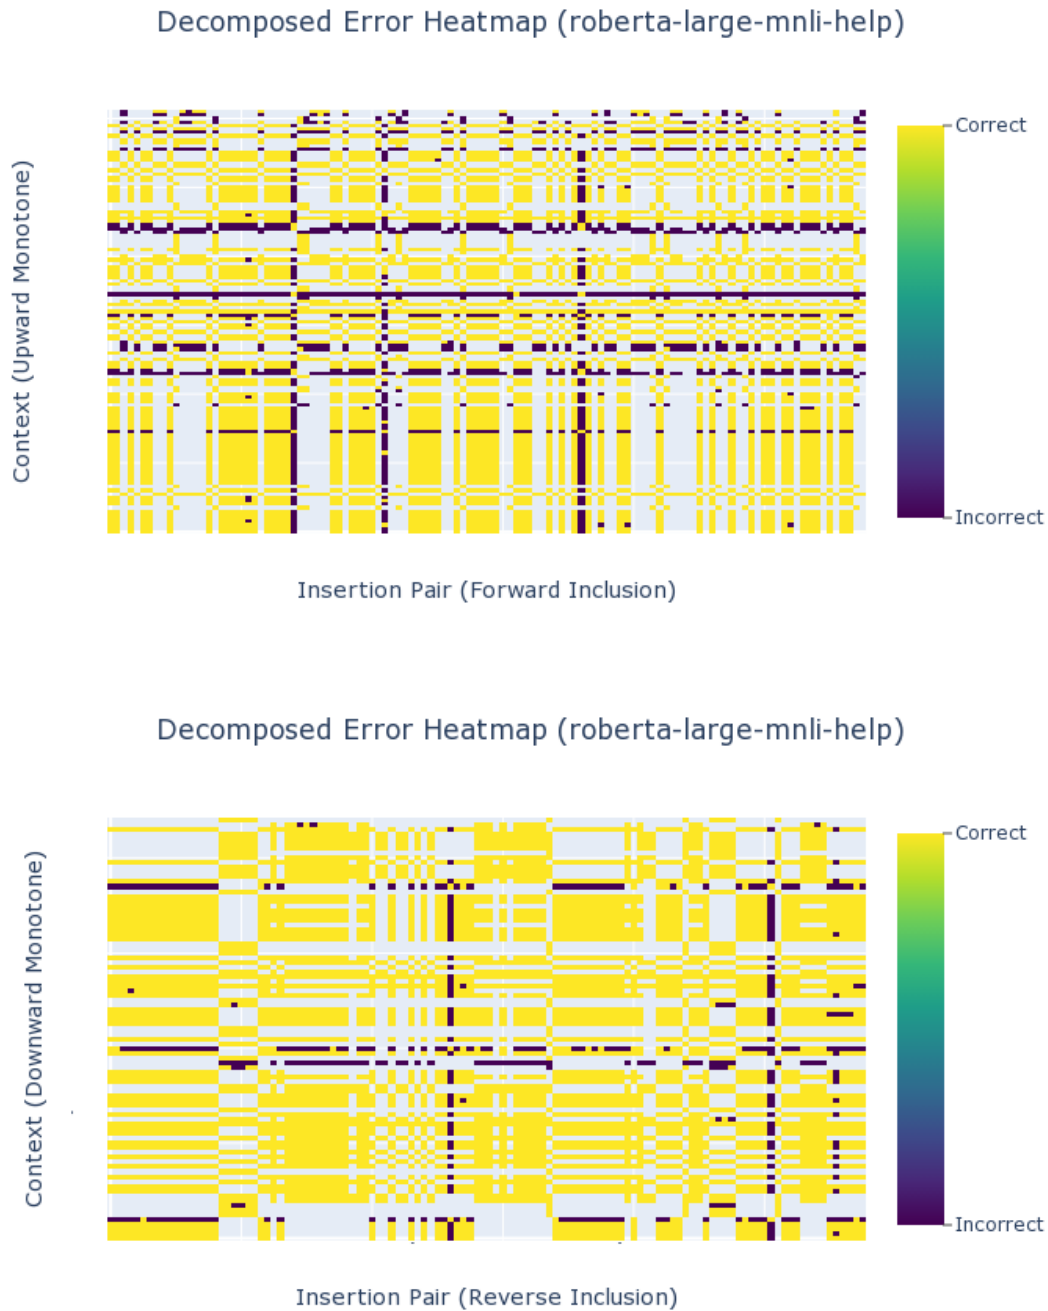 Decomposed Error Heatmap (roberta-large-mnli-help)
Context (Upward Monotone)
Correct
Incorrect
Insertion Pair (Forward Inclusion)
Decomposed Error Heatmap (roberta-large-mnli-help)
Context (Downward Monotone)
Correct
Incorrect
Insertion Pair (Reverse Inclusion)